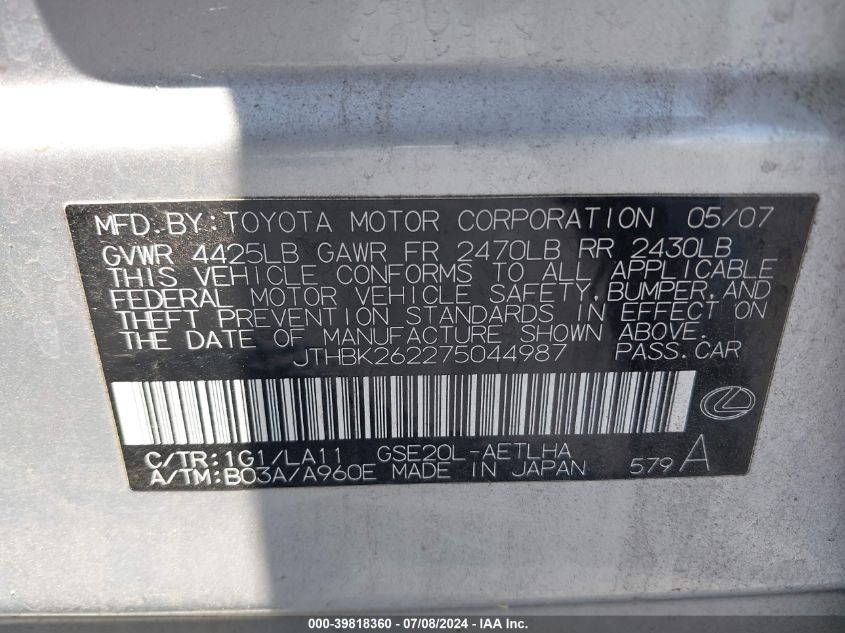 MFD.BY:TOYOTA MOTOR CORPORATION 05/07
GVWR 4425LB GAWR FR 2470LB RR 2430LB
THIS VEHICLE CONFORMS TO ALL APPLICABLE
FEDERAL MOTOR VEHICLE SAFETY,BUMPER,AND
THEFT PREVENTION STANDARDS IN EFFECT ON
THE DATE OF MANUFACTURE SHOWN ABOVE.
JTHBK262275044987 PASS.CAR
C/TR:1G1/LA11 GSE20L-AETLHA
A/TM:B03A/A960E MADE IN JAPAN 579A
000-39818360 - 07/08/2024 - IAA Inc.